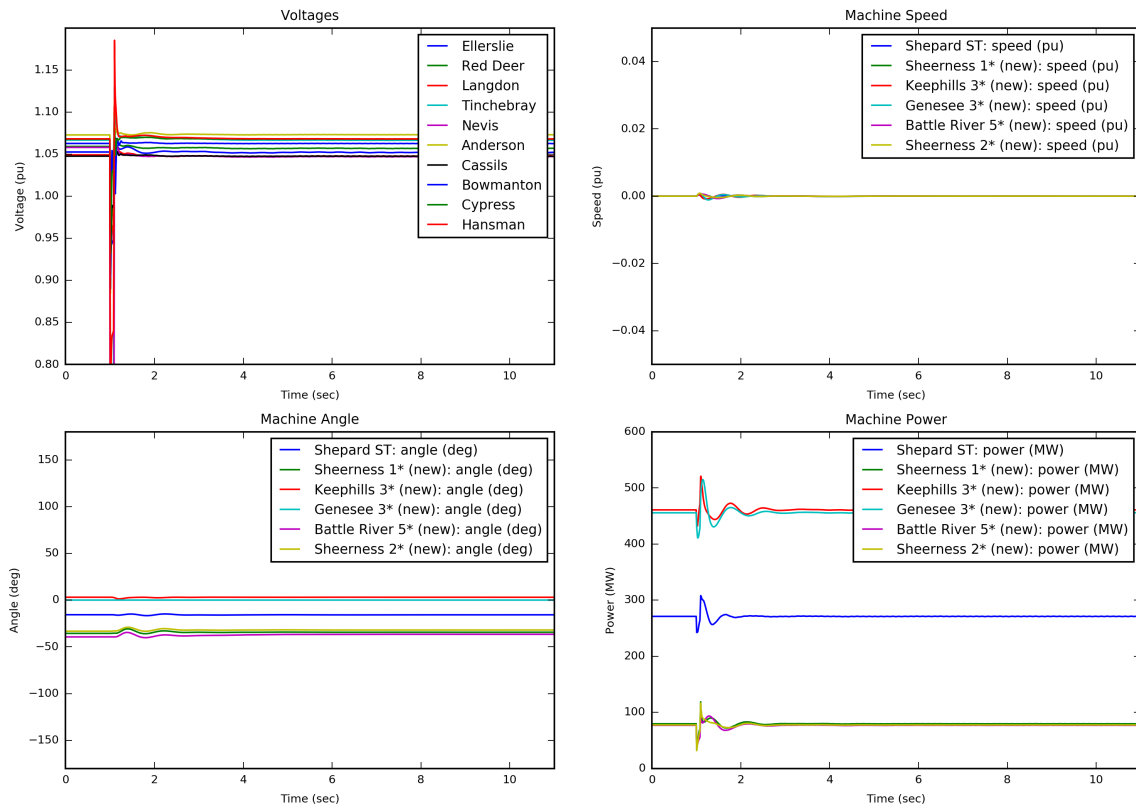 Voltages
Voltage (pu)
1.15
1.10
1.05
1.00
0.95
0.90
0.85
0.80
0 2 4 6 8 10
Time (sec)
Ellerslie
Red Deer
Langdon
Tinchebray
Nevis
Anderson
Cassils
Bowmanton
Cypress
Hansman
Machine Speed
Speed (pu)
0.04
0.02
0.00
−0.02
−0.04
0 2 4 6 8 10
Time (sec)
Shepard ST: speed (pu)
Sheerness 1* (new): speed (pu)
Keephills 3* (new): speed (pu)
Genesee 3* (new): speed (pu)
Battle River 5* (new): speed (pu)
Sheerness 2* (new): speed (pu)
Machine Angle
Angle (deg)
150
100
50
0
−50
−100
−150
0 2 4 6 8 10
Time (sec)
Shepard ST: angle (deg)
Sheerness 1* (new): angle (deg)
Keephills 3* (new): angle (deg)
Genesee 3* (new): angle (deg)
Battle River 5* (new): angle (deg)
Sheerness 2* (new): angle (deg)
Machine Power
Power (MW)
600
500
400
300
200
100
0
0 2 4 6 8 10
Time (sec)
Shepard ST: power (MW)
Sheerness 1* (new): power (MW)
Keephills 3* (new): power (MW)
Genesee 3* (new): power (MW)
Battle River 5* (new): power (MW)
Sheerness 2* (new): power (MW)